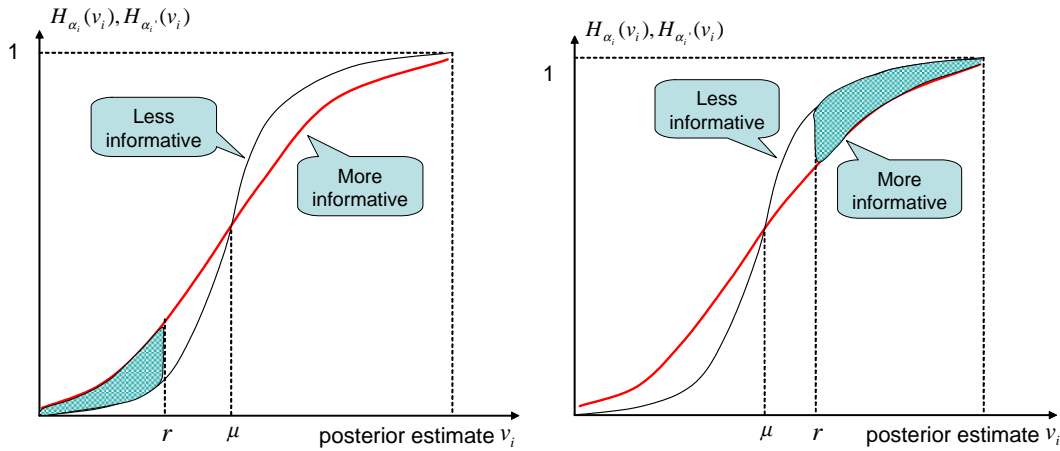 H_{α_i}(v_i), H_{α_i'}(v_i)
1
Less
informative
More
informative
r
μ
posterior estimate v_i
H_{α_i}(v_i), H_{α_i'}(v_i)
1
Less
informative
More
informative
μ
r
posterior estimate v_i